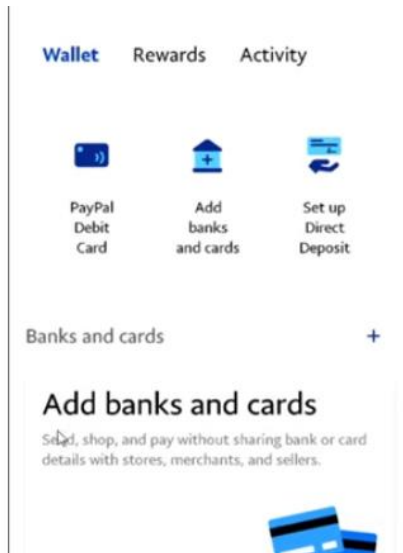 Wallet Rewards Activity
PayPal Add Set up
Debit banks Direct
Card and cards Deposit
Banks and cards +
Add banks and cards
Send, shop, and pay without sharing bank or card
details with stores, merchants, and sellers.